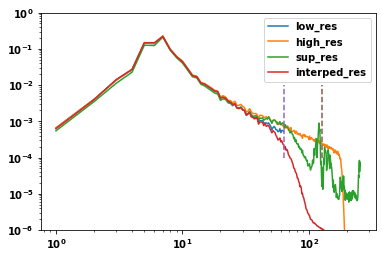 low_res
high_res
sup_res
interped_res
10⁰
10⁻¹
10⁻²
10⁻³
10⁻⁴
10⁻⁵
10⁻⁶
10⁰ 10¹ 10²